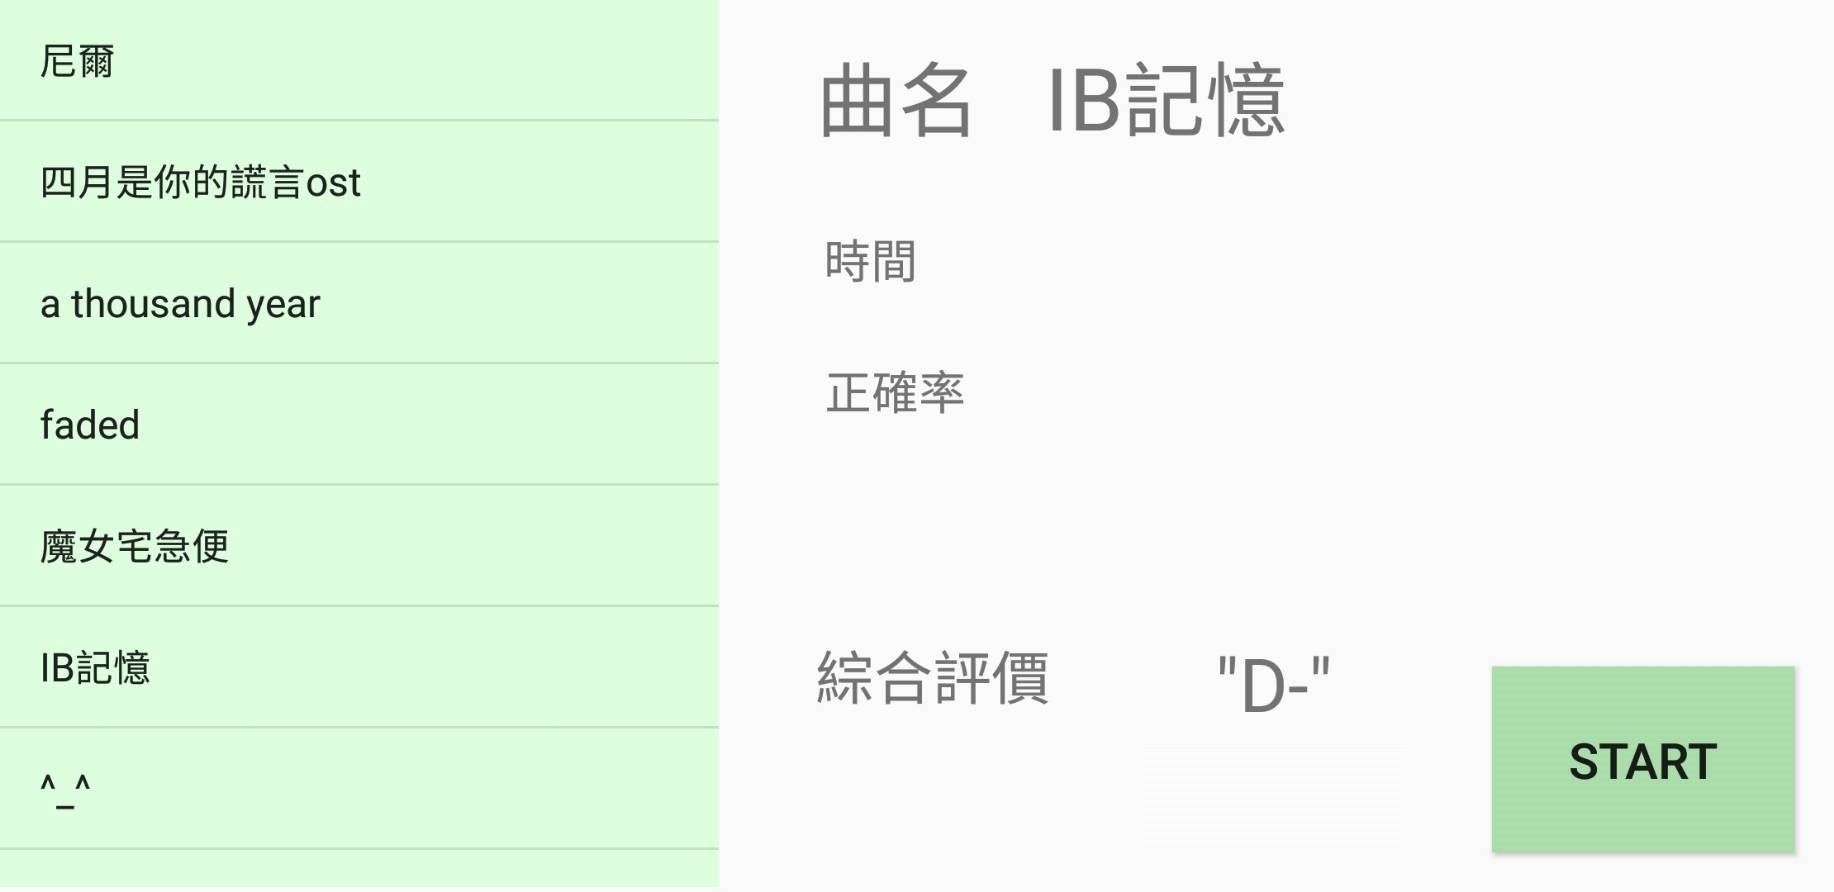 尼爾
四月是你的謊言ost
a thousand year
faded
魔女宅急便
IB記憶
^_^
曲名 IB記憶
時間
正確率
綜合評價 "D-"
START